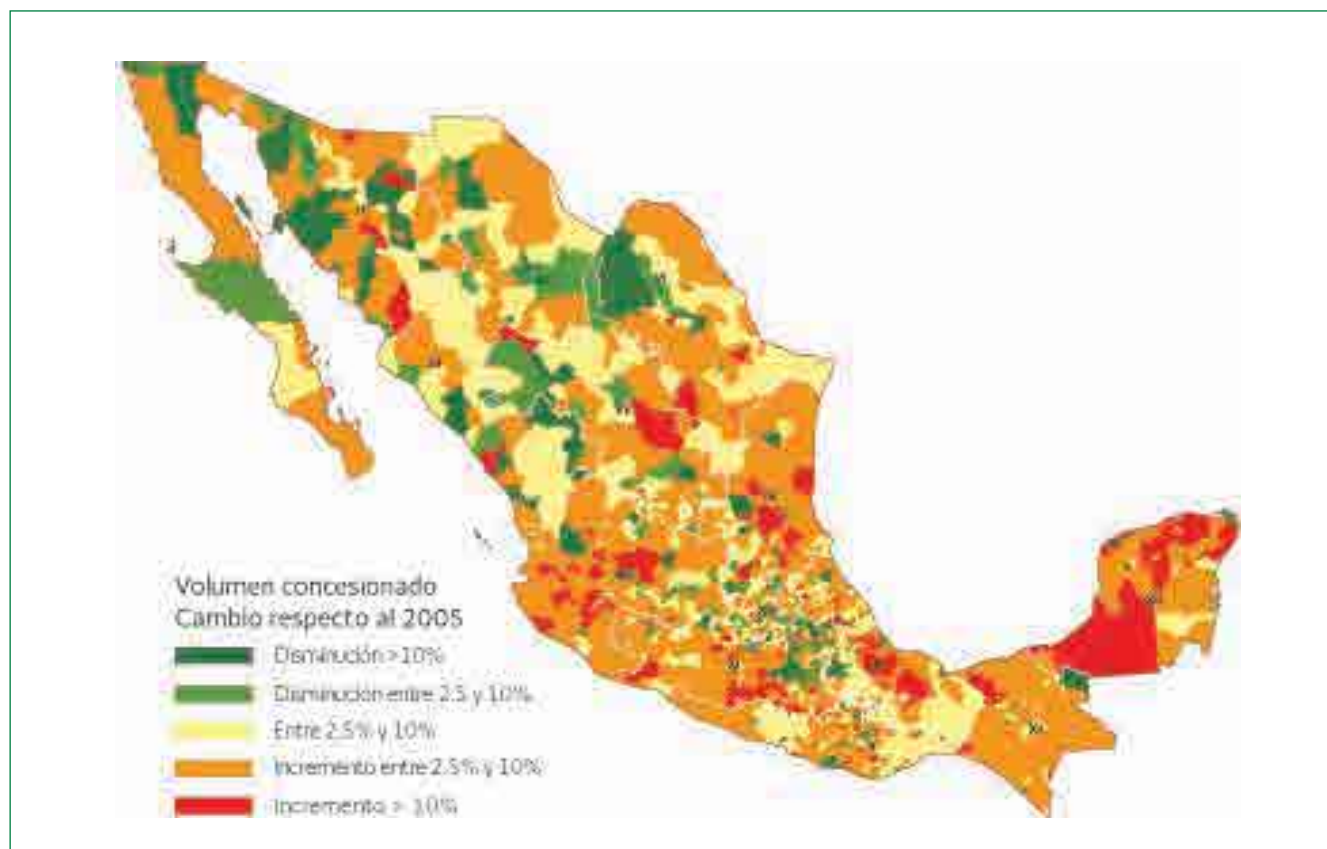 Volumen concesionado
Cambio respecto al 2005
Disminución >10%
Disminución entre 2.5 y 10%
Entre 2.5% y 10%
Incremento entre 2.5% y 10%
Incremento > 10%